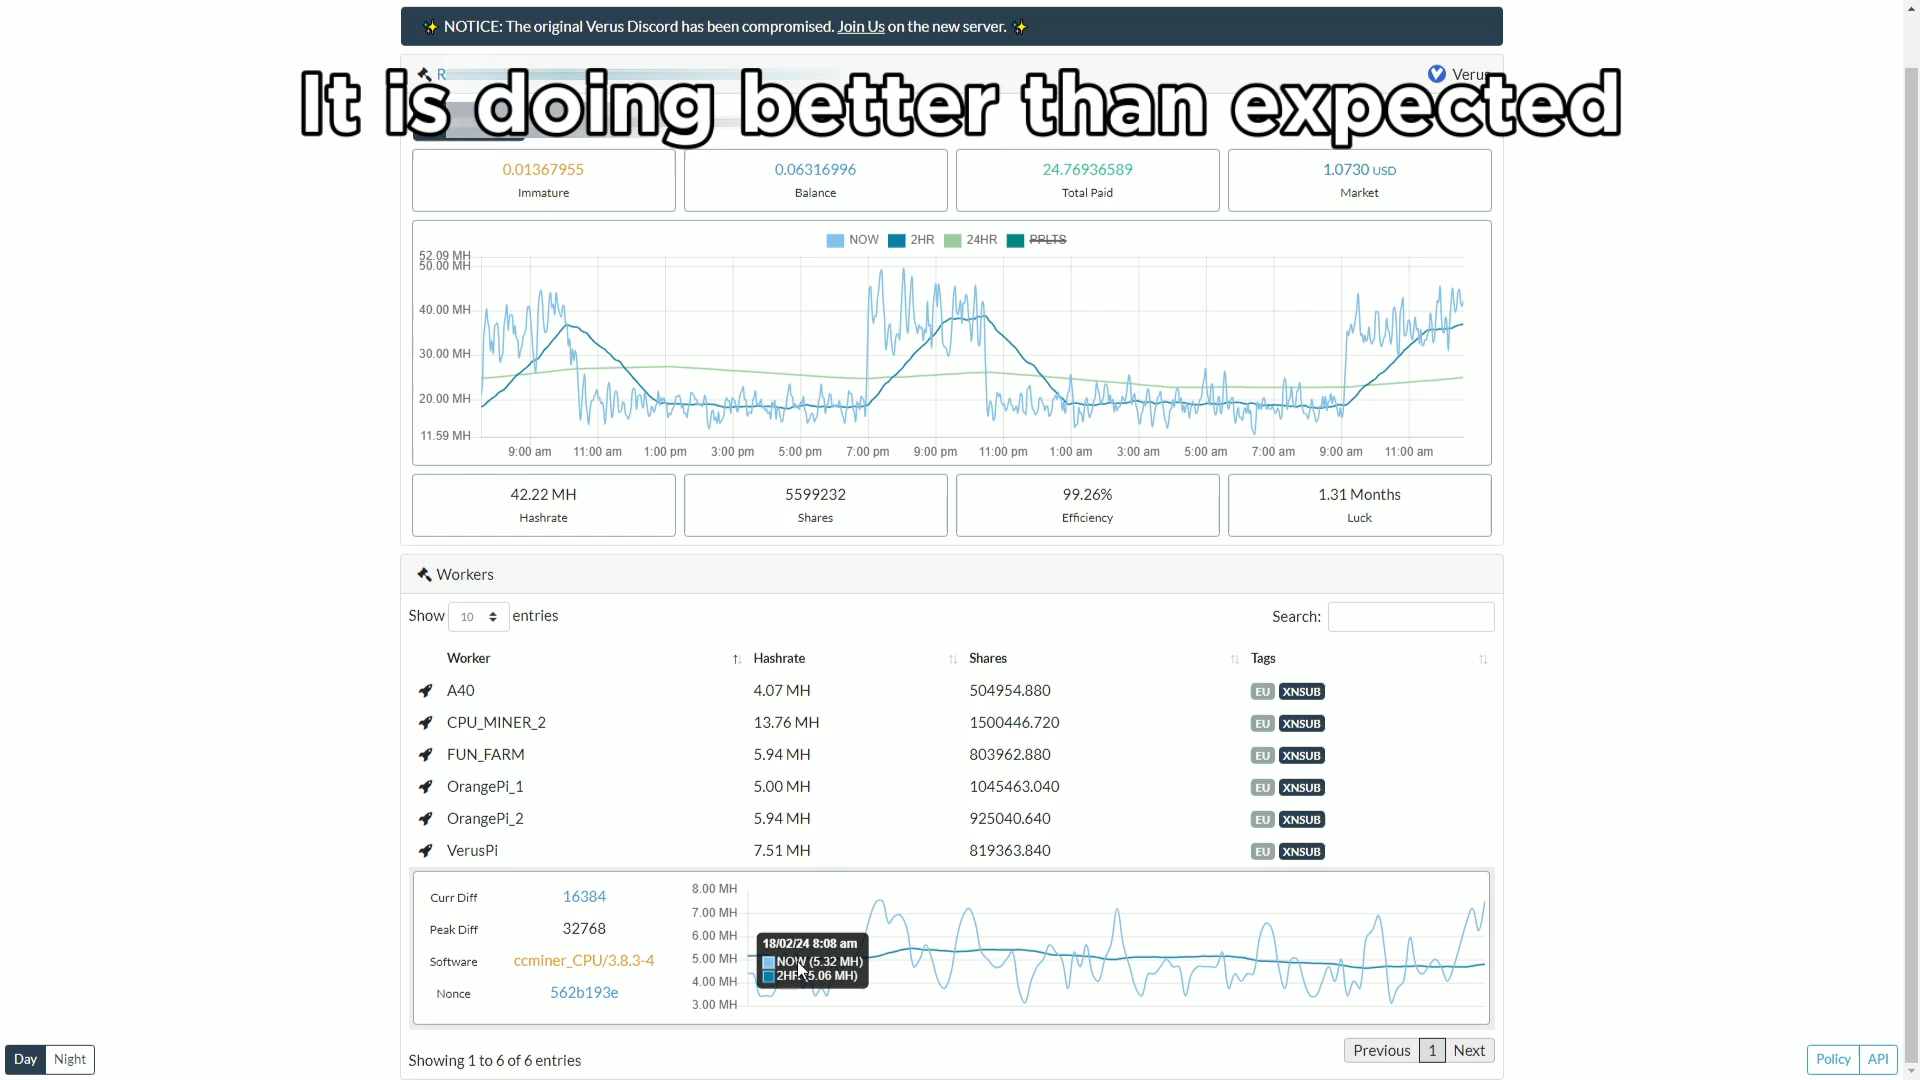 ✨ NOTICE: The original Verus Discord has been compromised. Join Us on the new server. ✨
R
Verus
It is doing better than expected
0.01367955
Immature
0.06316996
Balance
24.76936589
Total Paid
1.0730 USD
Market
NOW 2HR 24HR PPLTS
52.09 MH
50.00 MH
40.00 MH
30.00 MH
20.00 MH
11.59 MH
9:00 am 11:00 am 1:00 pm 3:00 pm 5:00 pm 7:00 pm 9:00 pm 11:00 pm 1:00 am 3:00 am 5:00 am 7:00 am 9:00 am 11:00 am
42.22 MH
Hashrate
5599232
Shares
99.26%
Efficiency
1.31 Months
Luck
Workers
Show 10 entries
Search:
Worker Hashrate Shares Tags
A40 4.07 MH 504954.880 EU XNSUB
CPU_MINER_2 13.76 MH 1500446.720 EU XNSUB
FUN_FARM 5.94 MH 803962.880 EU XNSUB
OrangePi_1 5.00 MH 1045463.040 EU XNSUB
OrangePi_2 5.94 MH 925040.640 EU XNSUB
VerusPi 7.51 MH 819363.840 EU XNSUB
Curr Diff 16384
Peak Diff 32768
Software ccminer_CPU/3.8.3-4
Nonce 562b193e
8.00 MH
7.00 MH
6.00 MH
5.00 MH
4.00 MH
3.00 MH
18/02/24 8:08 am
NOW (5.32 MH)
2HR (5.06 MH)
Showing 1 to 6 of 6 entries
Previous 1 Next
Day Night
Policy API